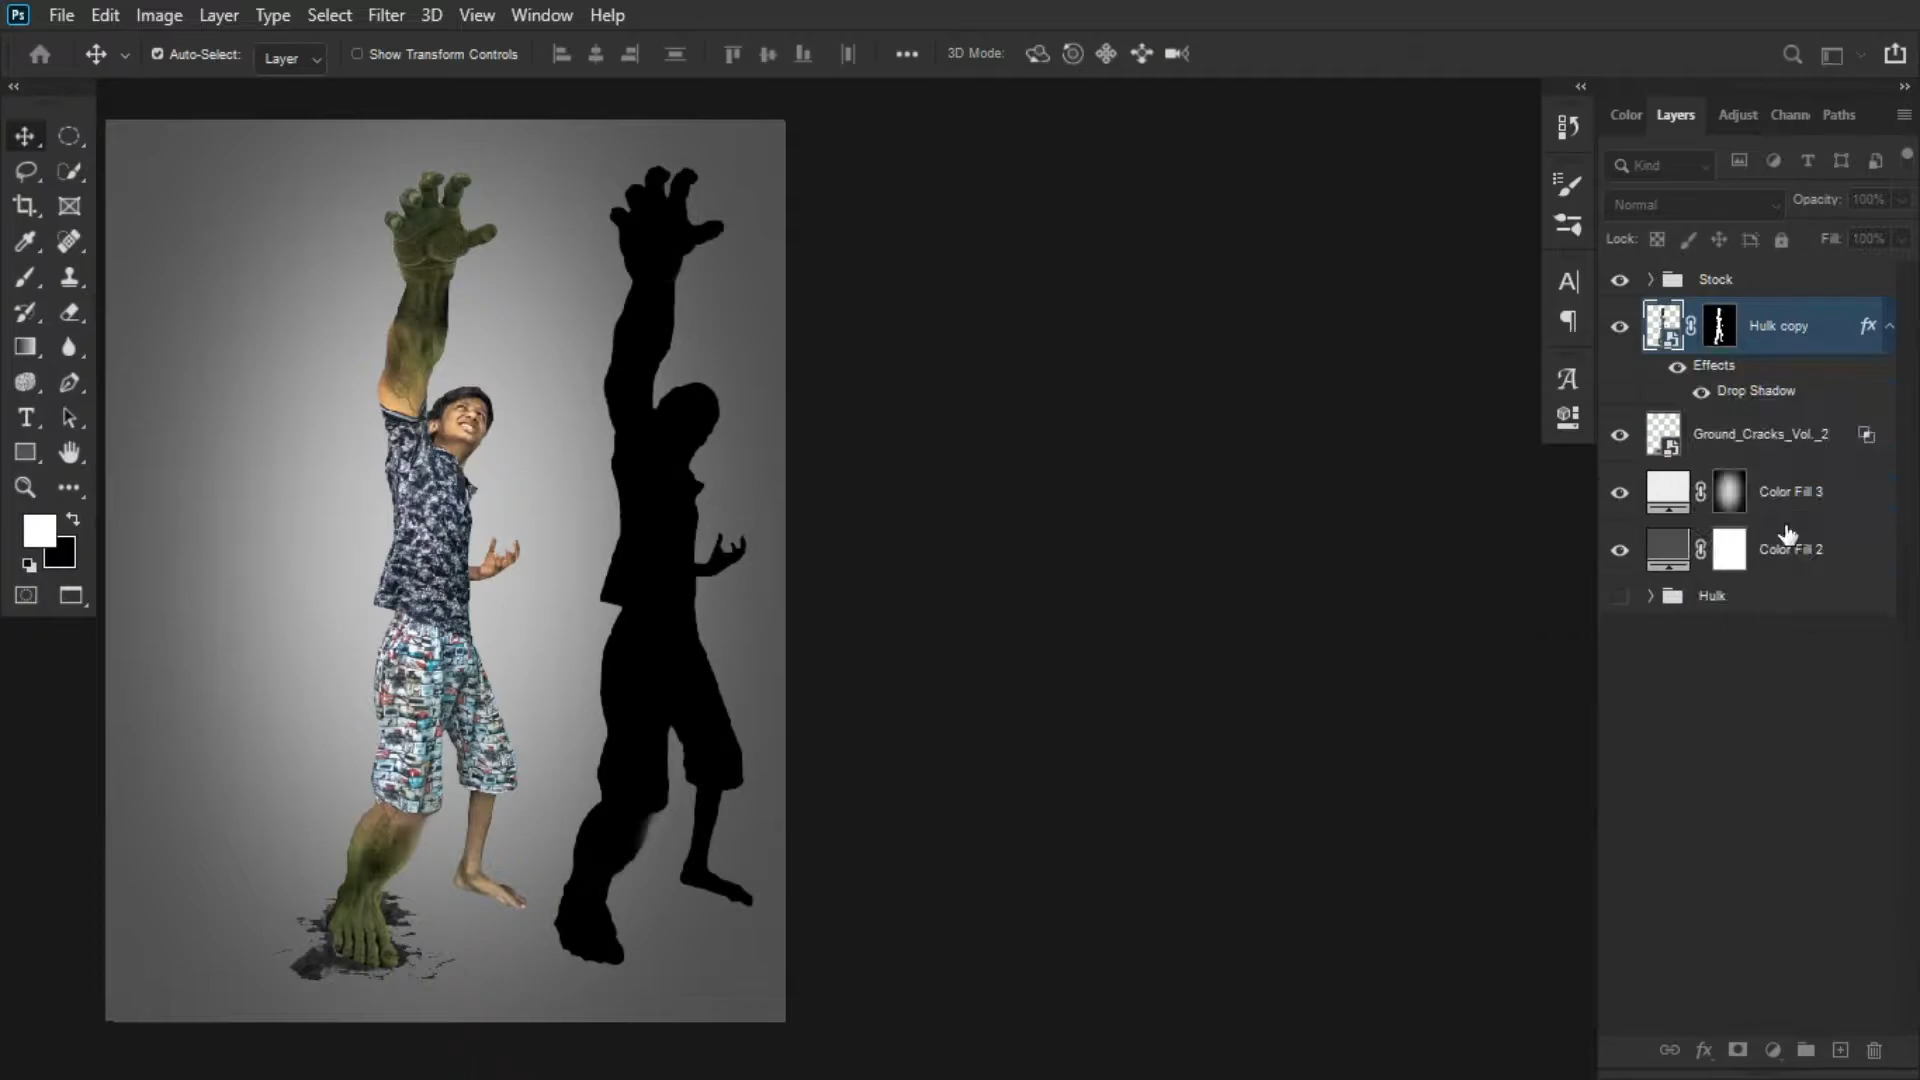 Ps File Edit Image Layer Type Select Filter 3D View Window Help
Auto-Select: Layer Show Transform Controls 3D Mode:
Color Layers Adjust Chann Paths
Kind
Normal Opacity: 100%
Lock: Fill: 100%
Stock
Hulk copy fx
Effects
Drop Shadow
Ground_Cracks_Vol._2
Color Fill 3
Color Fill 2
Hulk
fx